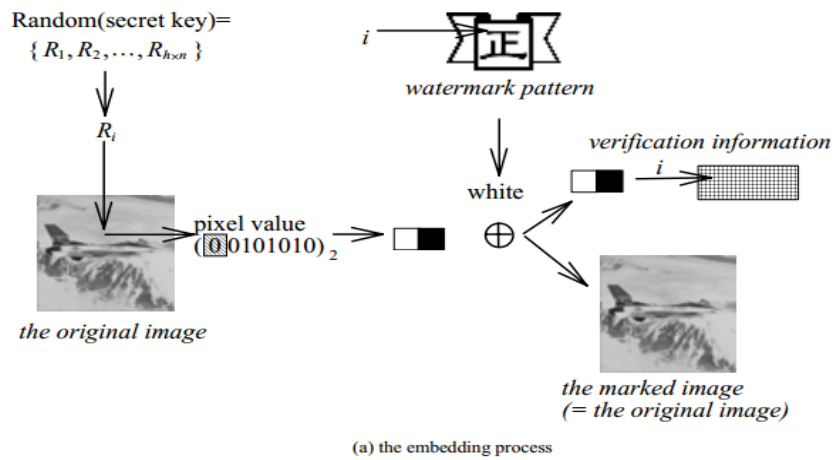 Random(secret key)=
{ R₁, R₂, ..., Rₕₓₙ }
Rᵢ
the original image
pixel value
(00101010)₂
i
正
watermark pattern
white
⊕
verification information
i
the marked image
(= the original image)
(a) the embedding process